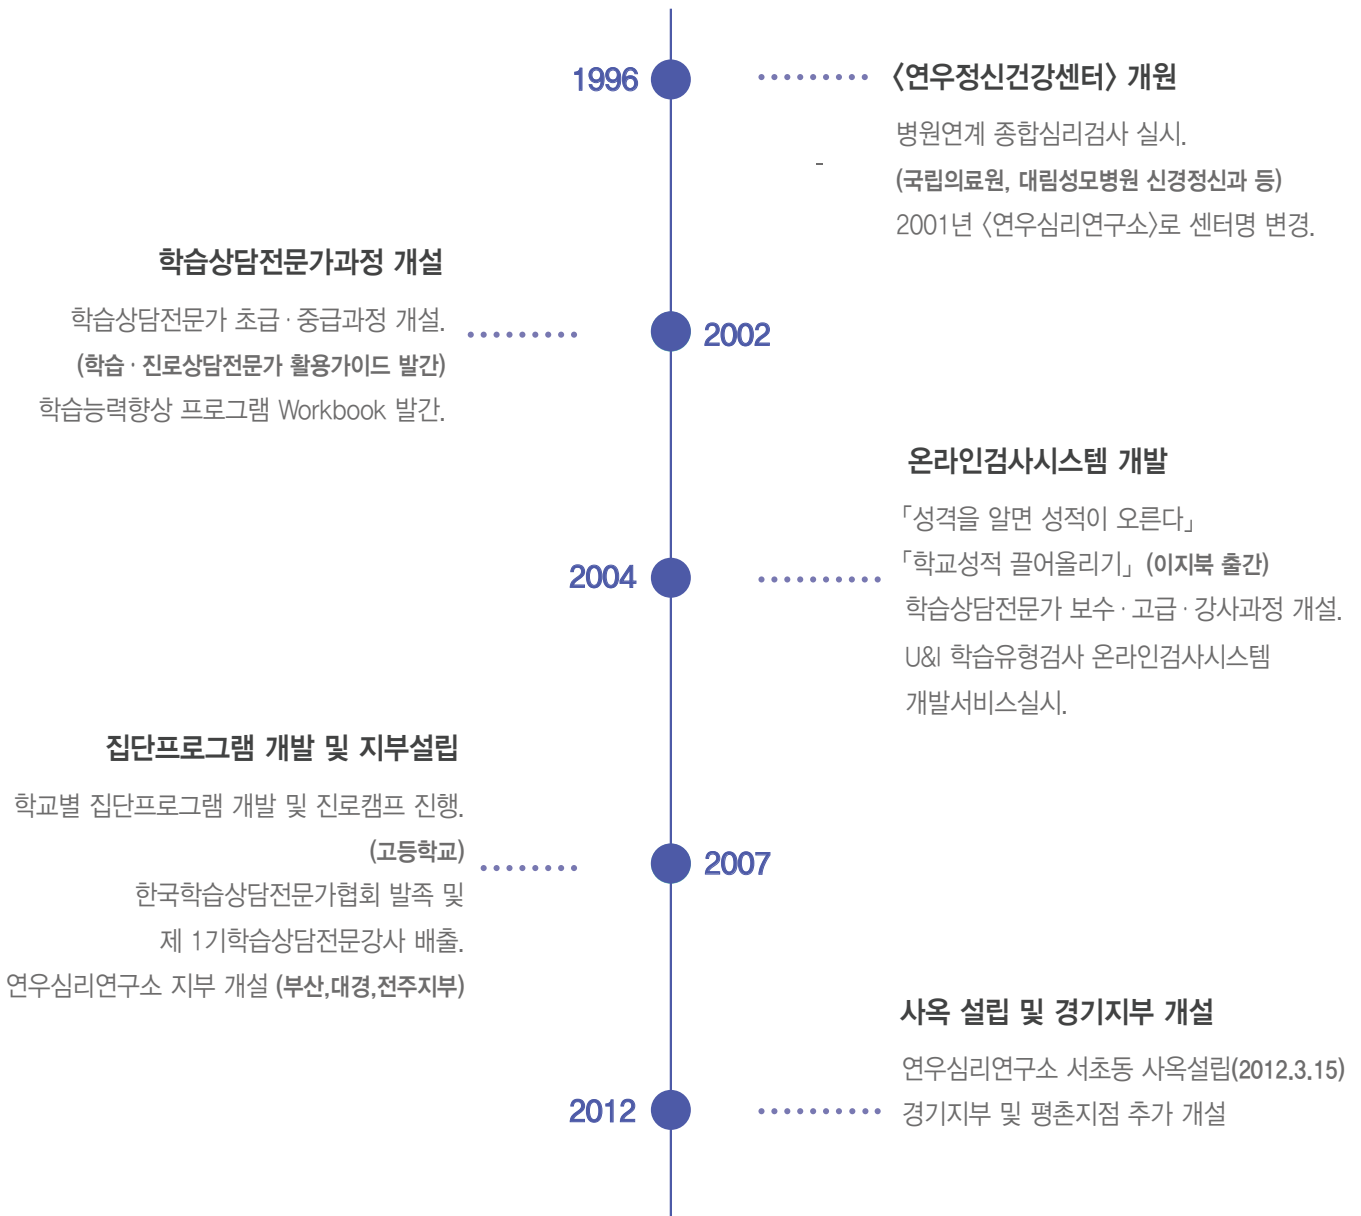 1996
〈연우정신건강센터〉 개원
병원연계 종합심리검사 실시.
(국립의료원, 대림성모병원 신경정신과 등)
2001년 〈연우심리연구소〉로 센터명 변경.
학습상담전문가과정 개설
학습상담전문가 초급 · 중급과정 개설.
(학습 · 진로상담전문가 활용가이드 발간)
학습능력향상 프로그램 Workbook 발간.
2002
온라인검사시스템 개발
「성격을 알면 성적이 오른다」
「학교성적 끌어올리기」 (이지북 출간)
학습상담전문가 보수 · 고급 · 강사과정 개설.
U&I 학습유형검사 온라인검사시스템
개발서비스실시.
2004
집단프로그램 개발 및 지부설립
학교별 집단프로그램 개발 및 진로캠프 진행.
(고등학교)
한국학습상담전문가협회 발족 및
제 1기학습상담전문강사 배출.
연우심리연구소 지부 개설 (부산,대경,전주지부)
2007
사옥 설립 및 경기지부 개설
연우심리연구소 서초동 사옥설립(2012.3.15)
경기지부 및 평촌지점 추가 개설
2012